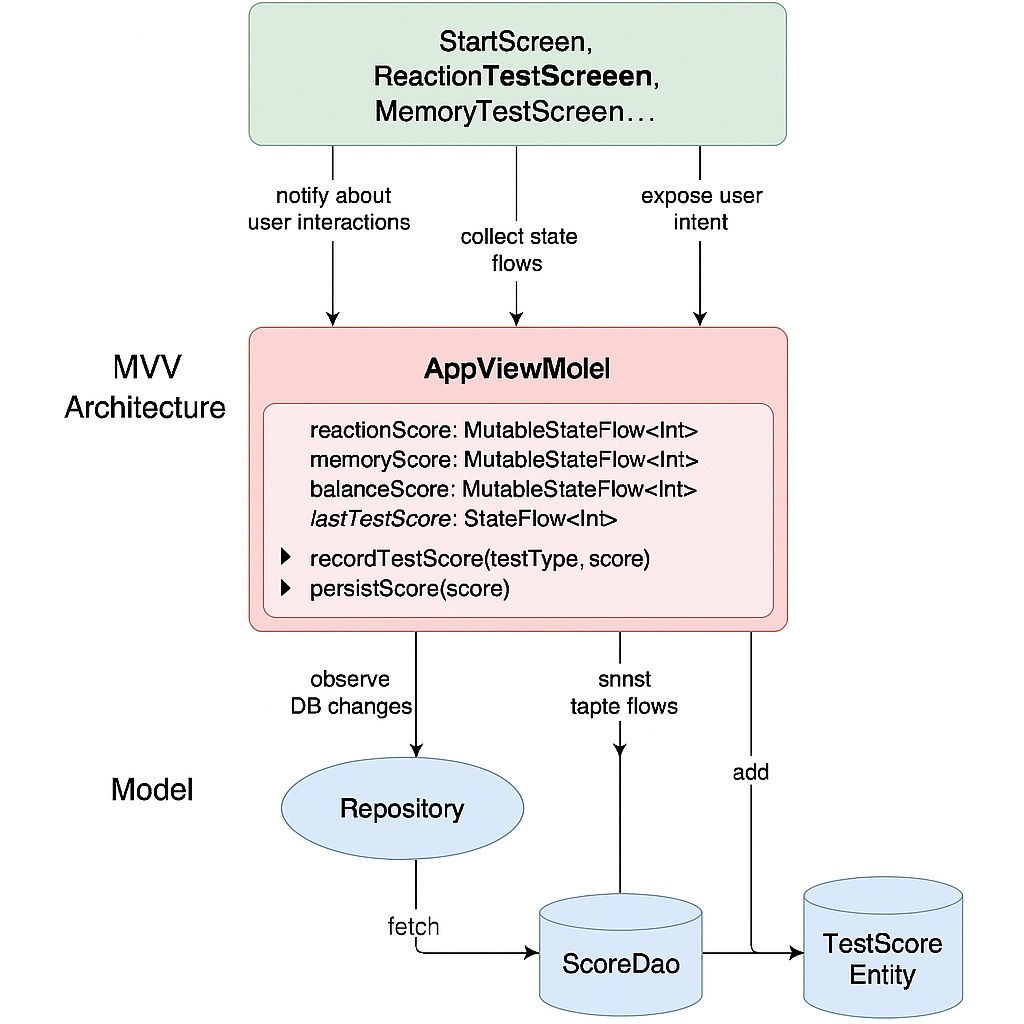 StartScreen,
ReactionTestScreeen,
MemoryTestScreen...
notify about
user interactions
collect state
flows
expose user
intent
MVV
Architecture
AppViewMolel
reactionScore: MutableStateFlow<Int>
memoryScore: MutableStateFlow<Int>
balanceScore: MutableStateFlow<Int>
lastTestScore: StateFlow<Int>
recordTestScore(testType, score)
persistScore(score)
observe
DB changes
snnst
tapte flows
add
Model
Repository
fetch
ScoreDao
TestScore
Entity